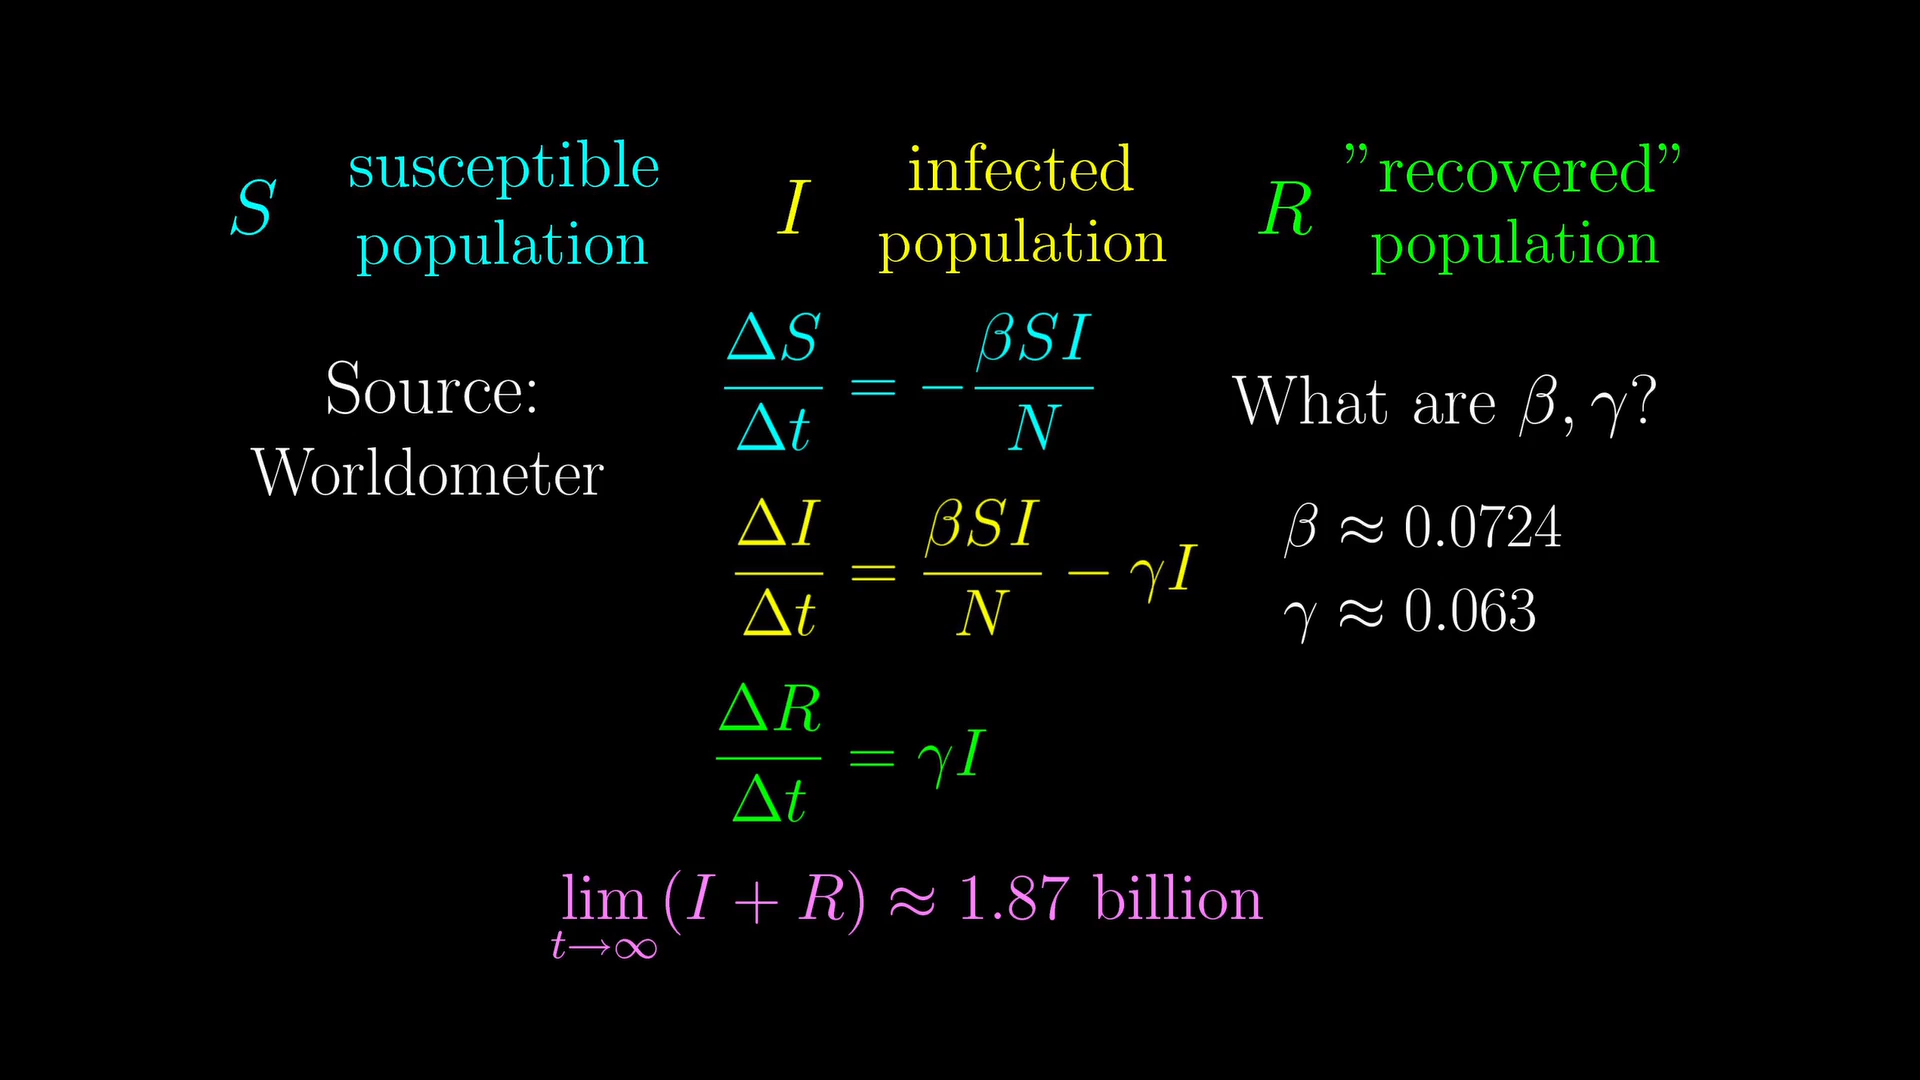 S susceptible population
I infected population
R "recovered" population
Source:
Worldometer
ΔS/Δt = −βSI/N
What are β, γ?
ΔI/Δt = βSI/N − γI
β ≈ 0.0724
γ ≈ 0.063
ΔR/Δt = γI
lim t→∞ (I + R) ≈ 1.87 billion